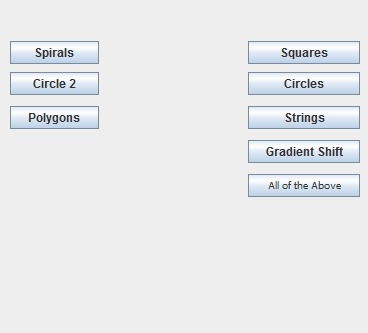 Spirals
Squares
Circle 2
Circles
Polygons
Strings
Gradient Shift
All of the Above